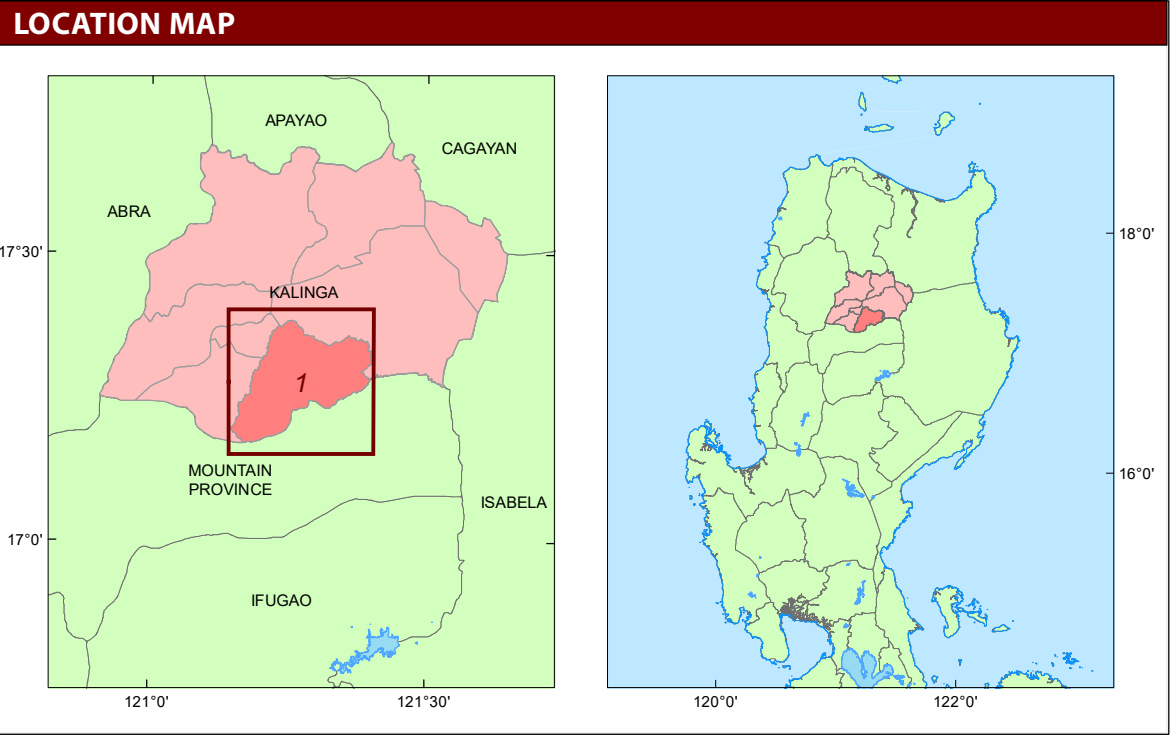 LOCATION MAP
APAYAO
CAGAYAN
ABRA
17°30'
KALINGA
1
MOUNTAIN
PROVINCE
ISABELA
17°0'
IFUGAO
121°0'
121°30'
18°0'
16°0'
120°0'
122°0'